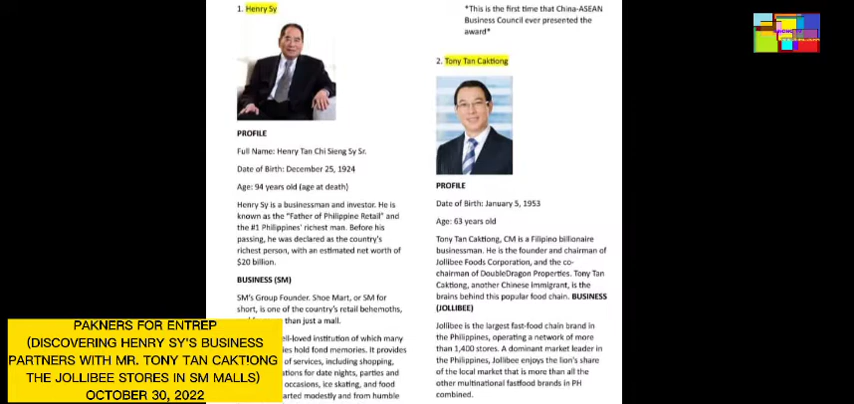 1. Henry Sy
PROFILE
Full Name: Henry Tan Chi Sieng Sy Sr.
Date of Birth: December 25, 1924
Age: 94 years old (age at death)
Henry Sy is a businessman and investor. He is
known as the "Father of Philippine Retail" and
the #1 Philippines' richest man. Before his
passing, he was declared as the country's
richest person, with an estimated net worth of
$20 billion.
BUSINESS (SM)
SM's Group Founder. Shoe Mart, or SM for
short, is one of the country's retail behemoths,
than just a mall.
ll-loved institution of which many
ies hold fond memories. It provides
of services, including shopping,
ations for date nights, parties and
occasions, ice skating, and food
arted modestly and from humble
*This is the first time that China-ASEAN
Business Council ever presented the
award*
2. Tony Tan Caktiong
PROFILE
Date of Birth: January 5, 1953
Age: 63 years old
Tony Tan Caktiong, CM is a Filipino billionaire
businessman. He is the founder and chairman of
Jollibee Foods Corporation, and the co-
chairman of DoubleDragon Properties. Tony Tan
Caktiong, another Chinese Immigrant, is the
brains behind this popular food chain. BUSINESS
(JOLLIBEE)
Jollibee is the largest fast-food chain brand in
the Philippines, operating a network of more
than 1,400 stores. A dominant market leader in
the Philippines, Jollibee enjoys the lion's share
of the local market that is more than all the
other multinational fastfood brands in PH
combined.
PAKNERS FOR ENTREP
(DISCOVERING HENRY SY'S BUSINESS
PARTNERS WITH MR. TONY TAN CAKT!ONG
THE JOLLIBEE STORES IN SM MALLS)
OCTOBER 30, 2022